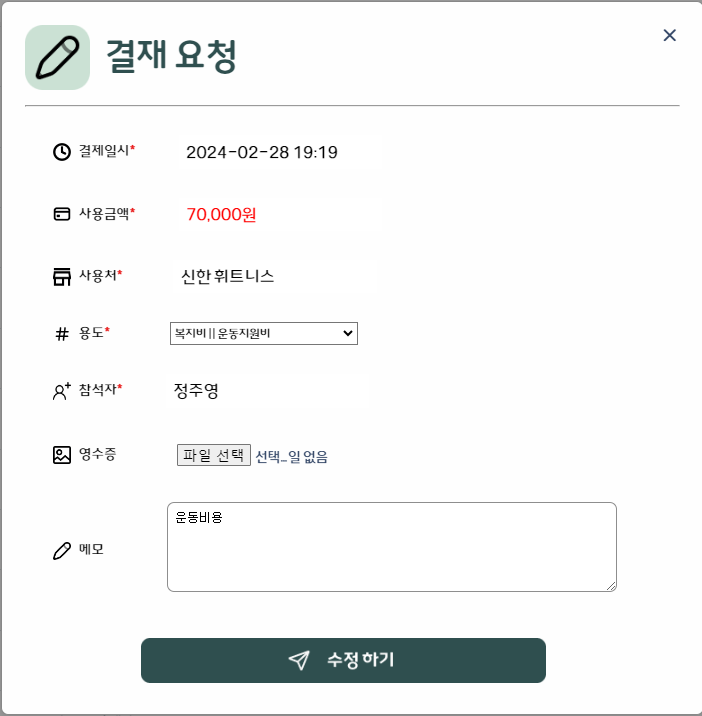 결재 요청
결제일시* 2024-02-28 19:19
사용금액* 70,000원
사용처* 신한 휘트니스
# 용도* 복지비 || 운동지원비
참석자* 정주영
영수증 파일 선택 선택_일 없음
메모 운동비용
수정하기